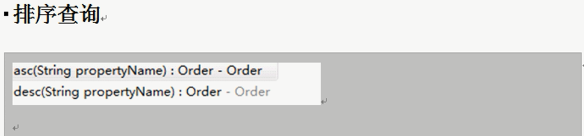 ▪排序查询
asc(String propertyName) : Order - Order
desc(String propertyName) : Order - Order